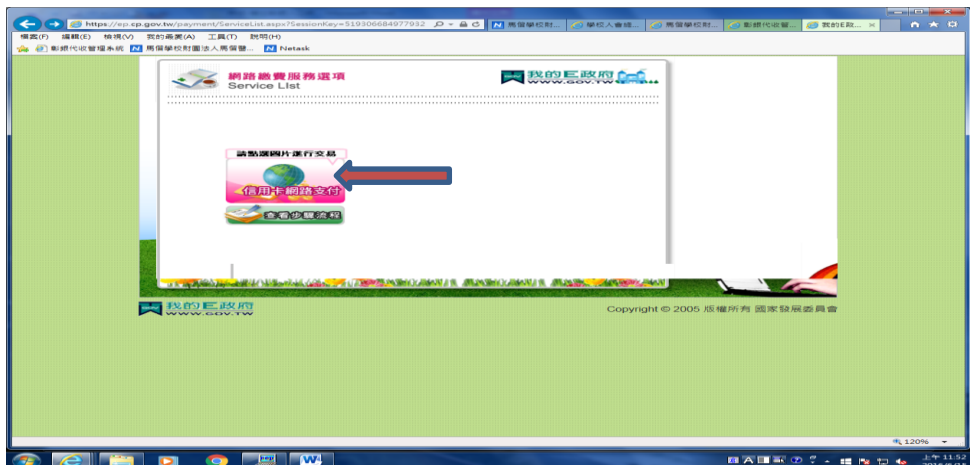 https://ep.cp.gov.tw/payment/ServiceList.aspx?SessionKey=519306684977932
馬偕學校財...
學校人會總...
馬偕學校財...
彰銀代收管...
我的E政...
檔案(F) 編輯(E) 檢視(V) 我的最愛(A) 工具(T) 說明(H)
彰銀代收管理系統 馬偕學校財團法人馬偕醫... Netask
網路繳費服務選項
Service List
我的E政府
WWW.GOV.TW
請點選圖片進行交易
信用卡網路支付
查看步驟流程
我的E政府
WWW.GOV.TW
Copyright © 2005 版權所有 國家發展委員會
120%
上午 11:52